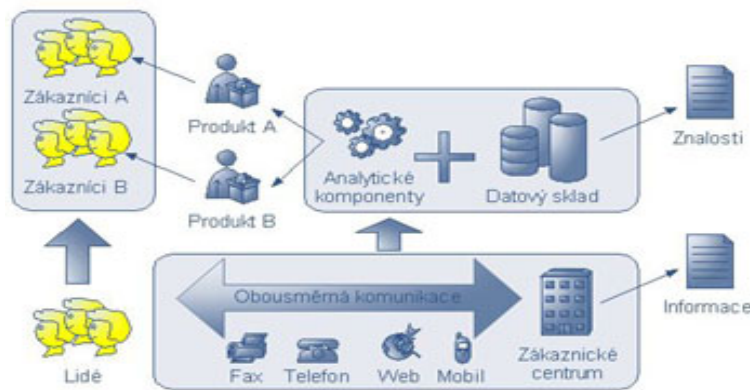 Zákazníci A
Produkt A
Zákazníci B
Produkt B
Analytické
komponenty
Datový sklad
Znalosti
Obousměrná komunikace
Informace
Lidé
Fax
Telefon
Web
Mobil
Zákaznické
centrum